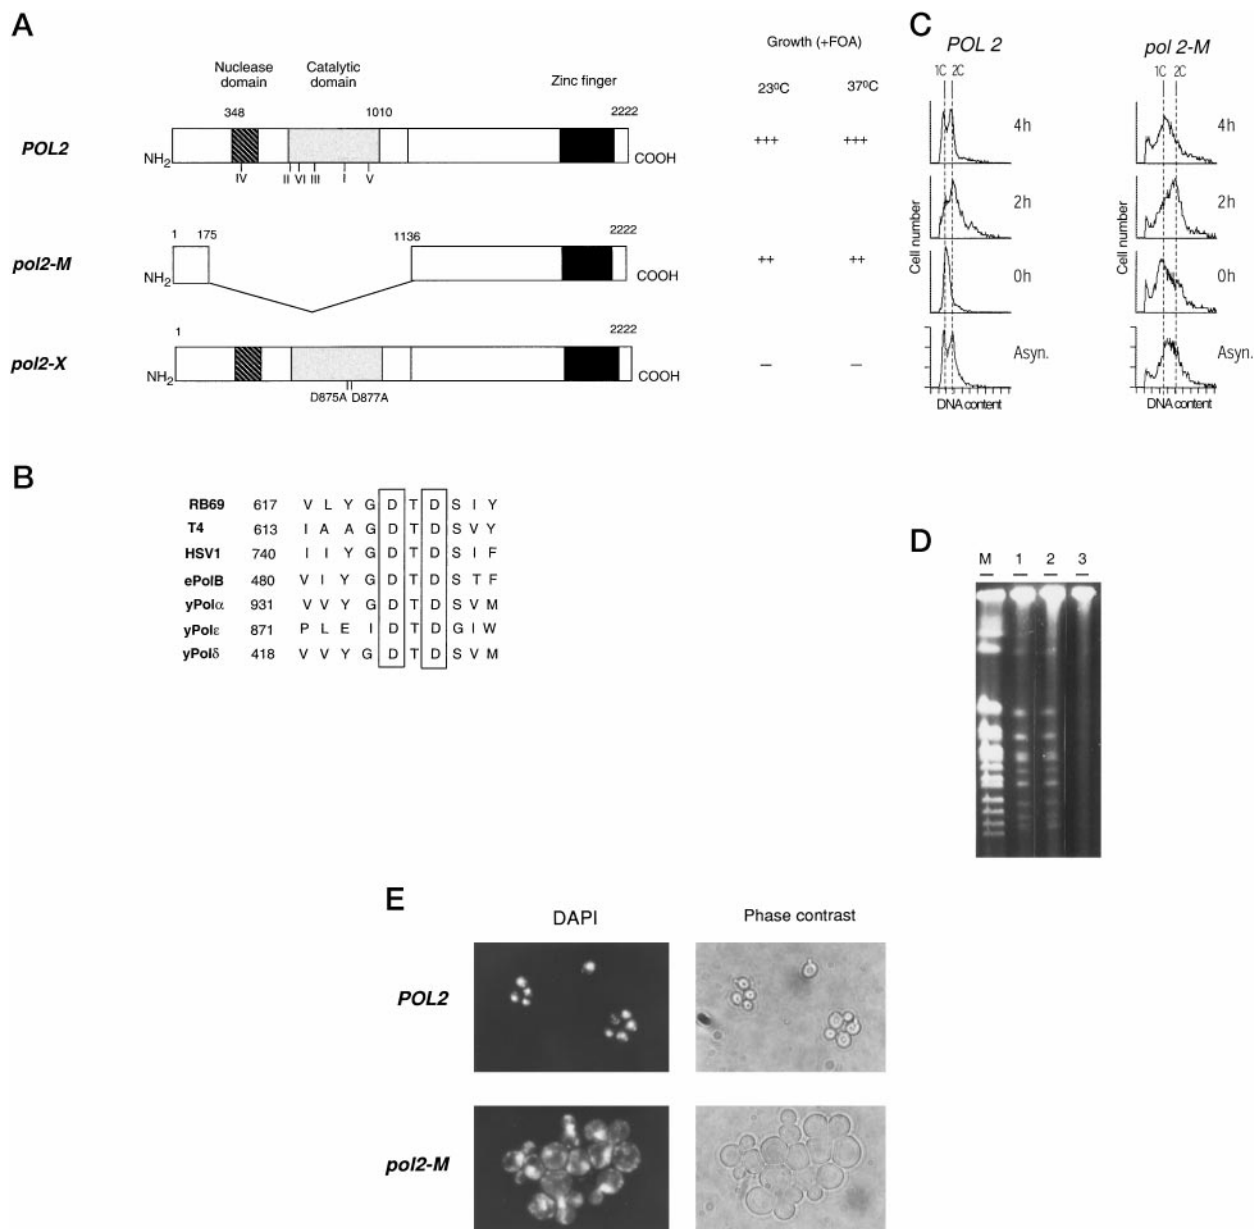 A
Growth (+FOA)
Nuclease domain
Catalytic domain
Zinc finger
23ºC
37ºC
348
1010
2222
POL2
NH2
COOH
+++
+++
IV
II
VI
III
I
V
1
175
1136
2222
pol2-M
NH2
COOH
++
++
1
2222
pol2-X
NH2
COOH
D875A
D877A
–
–
C
POL 2
pol 2-M
1C
2C
1C
2C
4h
4h
2h
2h
0h
0h
Asyn.
Asyn.
Cell number
Cell number
DNA content
DNA content
B
RB69 617 V L Y G D T D S I Y
T4 613 I A A G D T D S V Y
HSV1 740 I I Y G D T D S I F
ePolB 480 V I Y G D T D S T F
yPolα 931 V V Y G D T D S V M
yPolε 871 P L E I D T D G I W
yPolδ 418 V V Y G D T D S V M
D
M 1 2 3
E
DAPI
Phase contrast
POL2
pol2-M